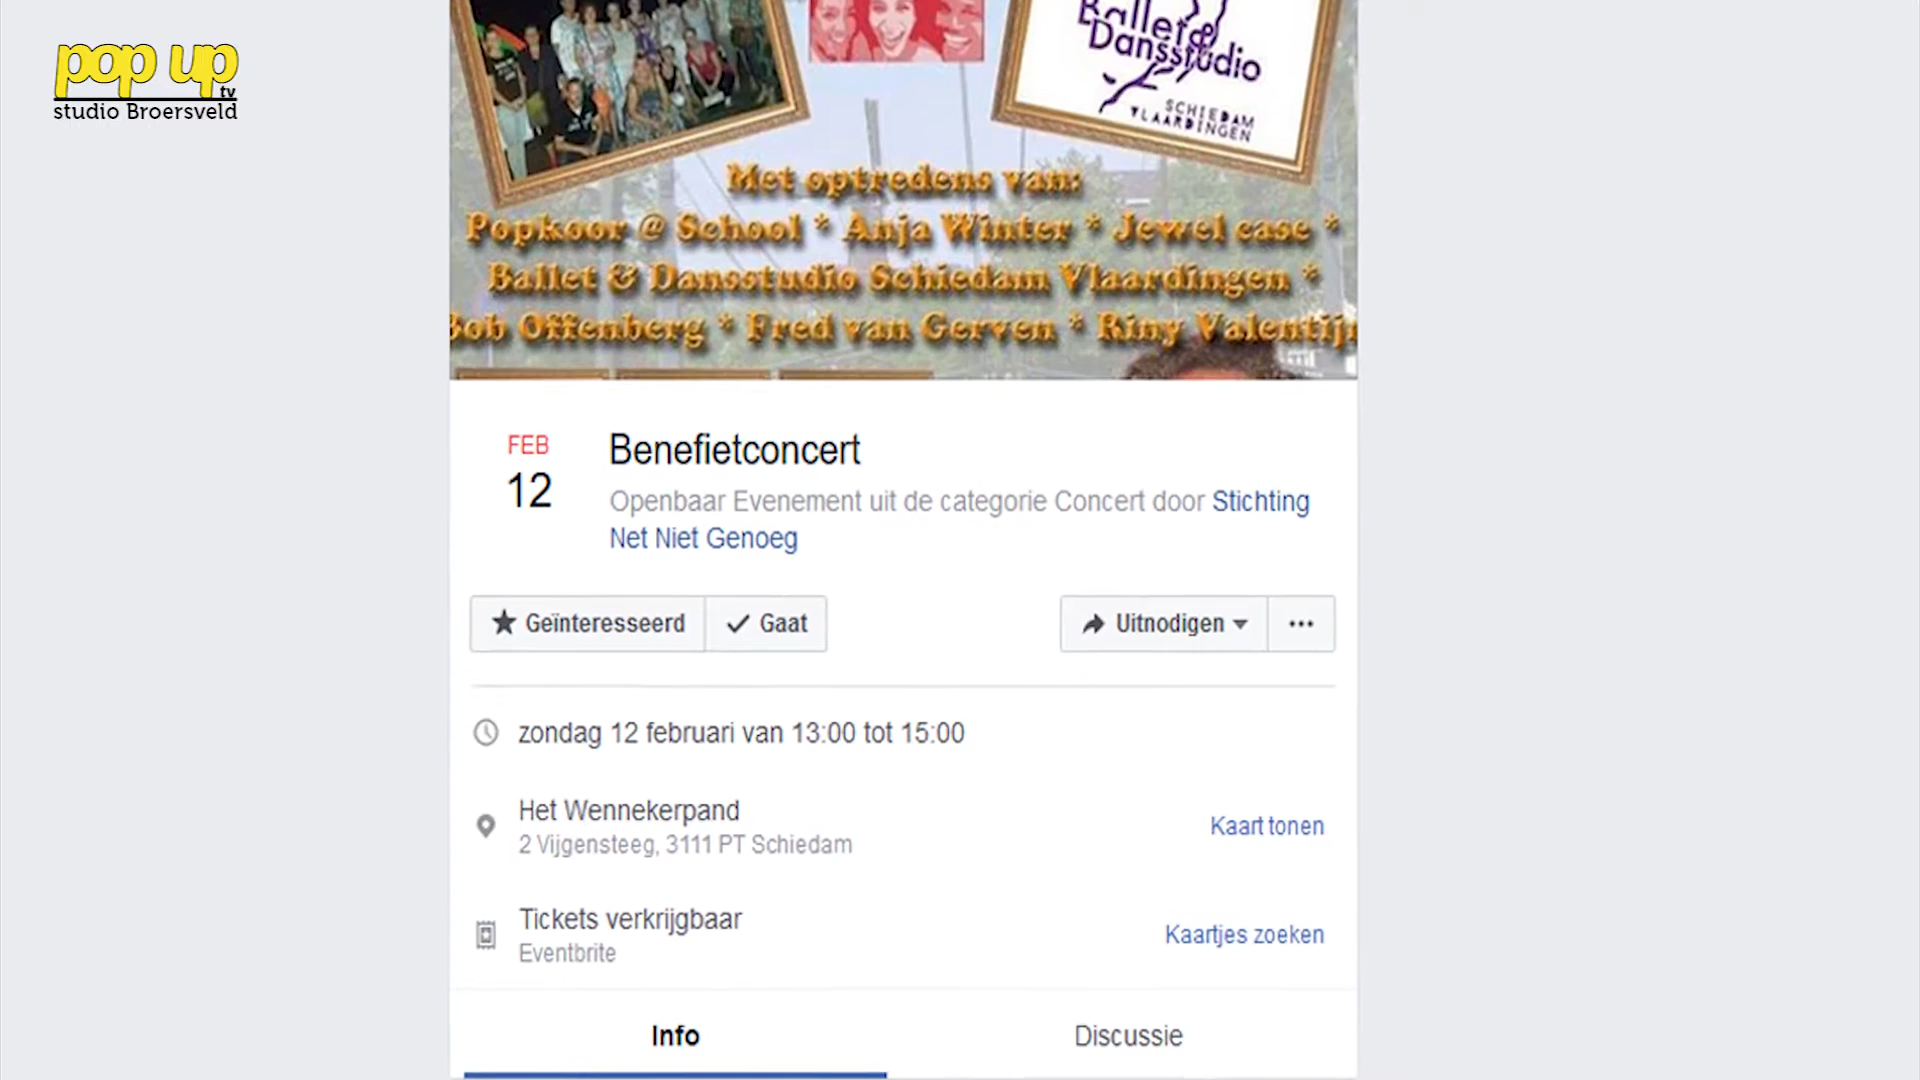 pop up
tv
studio Broersveld
Ballet &
Dansstudio
SCHIEDAM
VLAARDINGEN
Met optredens van:
Popkoor @ School * Anja Winter * Jewel case *
Ballet & Dansstudio Schiedam Vlaardingen *
Bob Offenberg * Fred van Gerven * Riny Valentijn
FEB
12
Benefietconcert
Openbaar Evenement uit de categorie Concert door Stichting
Net Niet Genoeg
Geïnteresseerd
Gaat
Uitnodigen
zondag 12 februari van 13:00 tot 15:00
Het Wennekerpand
2 Vijgensteeg, 3111 PT Schiedam
Kaart tonen
Tickets verkrijgbaar
Eventbrite
Kaartjes zoeken
Info
Discussie